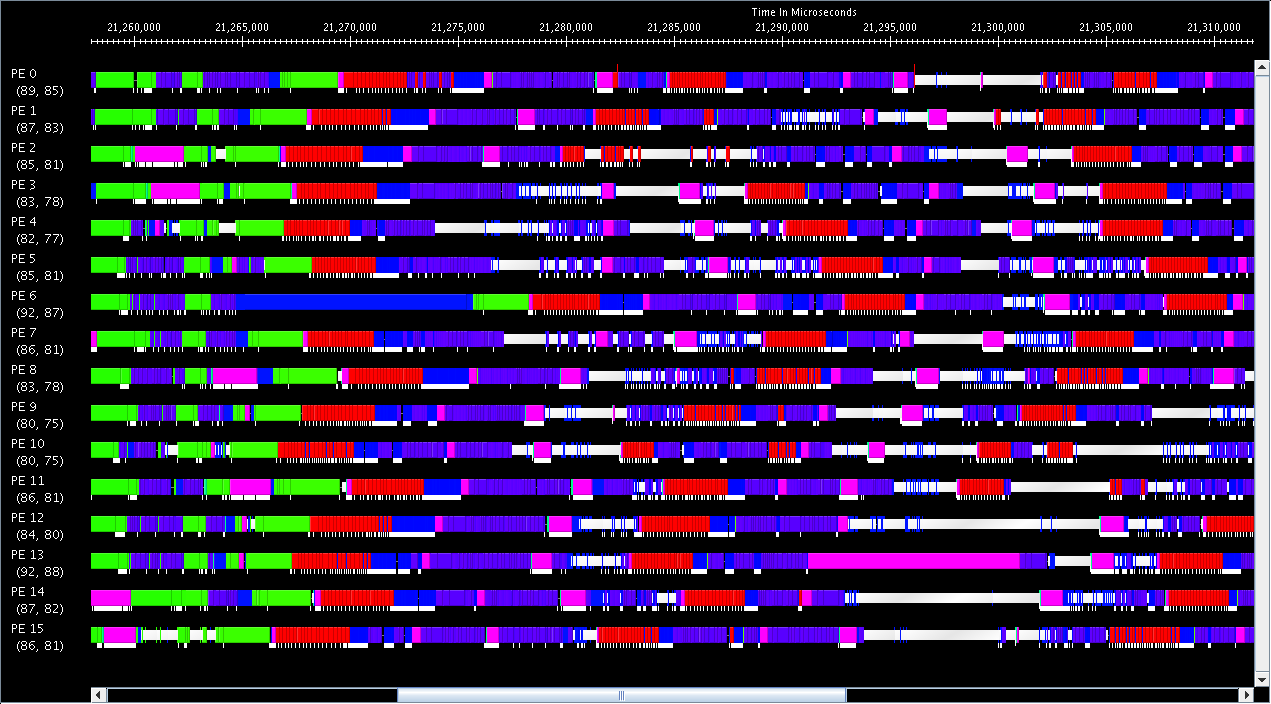 Time In Microseconds
21,260,000 21,265,000 21,270,000 21,275,000 21,280,000 21,285,000 21,290,000 21,295,000 21,300,000 21,305,000 21,310,000
PE 0
(89, 85)
PE 1
(87, 83)
PE 2
(85, 81)
PE 3
(83, 78)
PE 4
(82, 77)
PE 5
(85, 81)
PE 6
(92, 87)
PE 7
(86, 81)
PE 8
(83, 78)
PE 9
(80, 75)
PE 10
(80, 75)
PE 11
(86, 81)
PE 12
(84, 80)
PE 13
(92, 88)
PE 14
(87, 82)
PE 15
(86, 81)